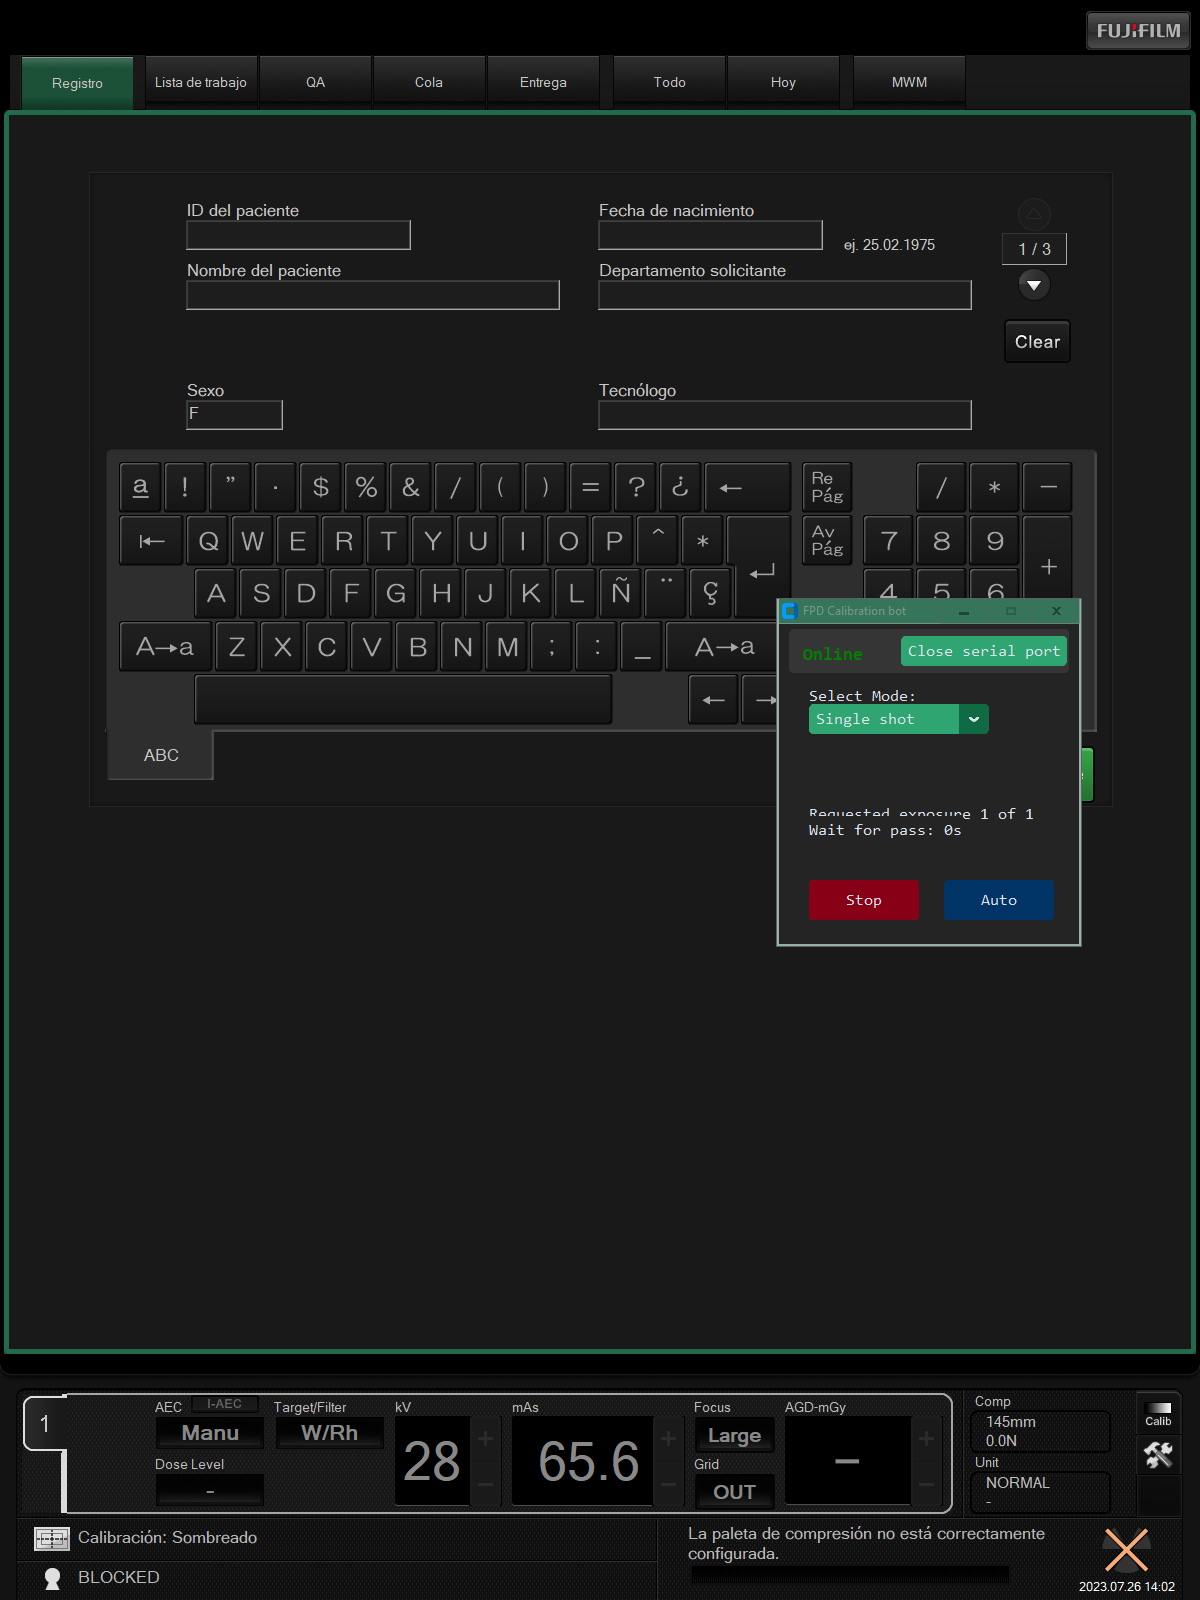 FUJIFILM
Registro
Lista de trabajo
QA
Cola
Entrega
Todo
Hoy
MWM
ID del paciente
Fecha de nacimiento
ej. 25.02.1975
1 / 3
Nombre del paciente
Departamento solicitante
Clear
Sexo
F
Tecnólogo
a ! ” · $ % & / ( ) = ? ¿ ←
Re Pág
/ * −
Q W E R T Y U I O P ^ *
Av Pág
7 8 9
+
A S D F G H J K L Ñ ¨ Ç
4 5 6
A→a Z X C V B N M ; : _ A→a
← →
ABC
FPD Calibration bot
Online
Close serial port
Select Mode:
Single shot
Requested exposure 1 of 1
Wait for pass: 0s
Stop
Auto
1
AEC
I-AEC
Manu
Dose Level
-
Target/Filter
W/Rh
kV
28
+
−
mAs
65.6
+
−
Focus
Large
Grid
OUT
AGD-mGy
–
+
−
Comp
145mm
0.0N
Unit
NORMAL
-
Calib
Calibración: Sombreado
BLOCKED
La paleta de compresión no está correctamente
configurada.
2023.07.26 14:02